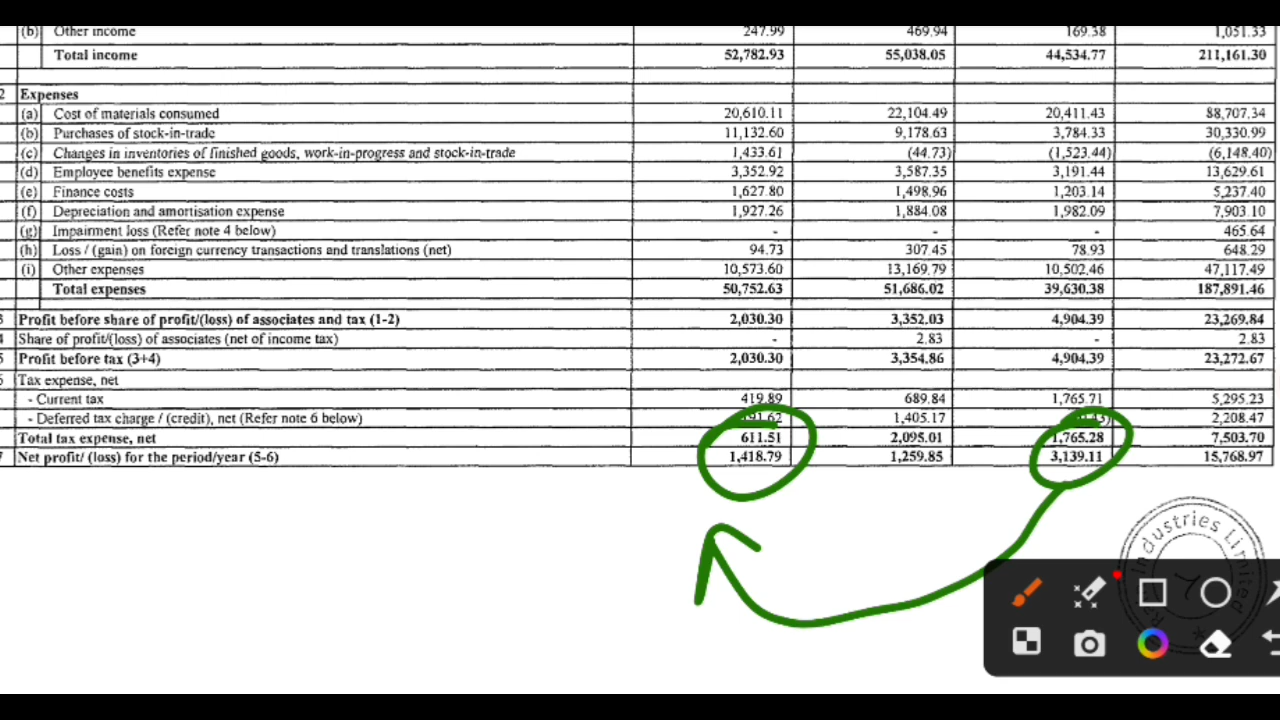 (b) Other income 247.99 469.94 169.38 1,051.33
Total income 52,782.93 55,038.05 44,534.77 211,161.30
2 Expenses
(a) Cost of materials consumed 20,610.11 22,104.49 20,411.43 88,707.34
(b) Purchases of stock-in-trade 11,132.60 9,178.63 3,784.33 30,330.99
(c) Changes in inventories of finished goods, work-in-progress and stock-in-trade 1,433.61 (44.73) (1,523.44) (6,148.40)
(d) Employee benefits expense 3,352.92 3,587.35 3,191.44 13,629.61
(e) Finance costs 1,627.80 1,498.96 1,203.14 5,237.40
(f) Depreciation and amortisation expense 1,927.26 1,884.08 1,982.09 7,903.10
(g) Impairment loss (Refer note 4 below) - - - 465.64
(h) Loss / (gain) on foreign currency transactions and translations (net) 94.73 307.45 78.93 648.29
(i) Other expenses 10,573.60 13,169.79 10,502.46 47,117.49
Total expenses 50,752.63 51,686.02 39,630.38 187,891.46
Profit before share of profit/(loss) of associates and tax (1-2) 2,030.30 3,352.03 4,904.39 23,269.84
Share of profit/(loss) of associates (net of income tax) - 2.83 - 2.83
Profit before tax (3+4) 2,030.30 3,354.86 4,904.39 23,272.67
Tax expense, net
- Current tax 419.89 689.84 1,765.71 5,295.23
- Deferred tax charge / (credit), net (Refer note 6 below) 1,405.17 2,208.47
Total tax expense, net 611.51 2,095.01 1,765.28 7,503.70
Net profit/ (loss) for the period/year (5-6) 1,418.79 1,259.85 3,139.11 15,768.97
Industries Limited